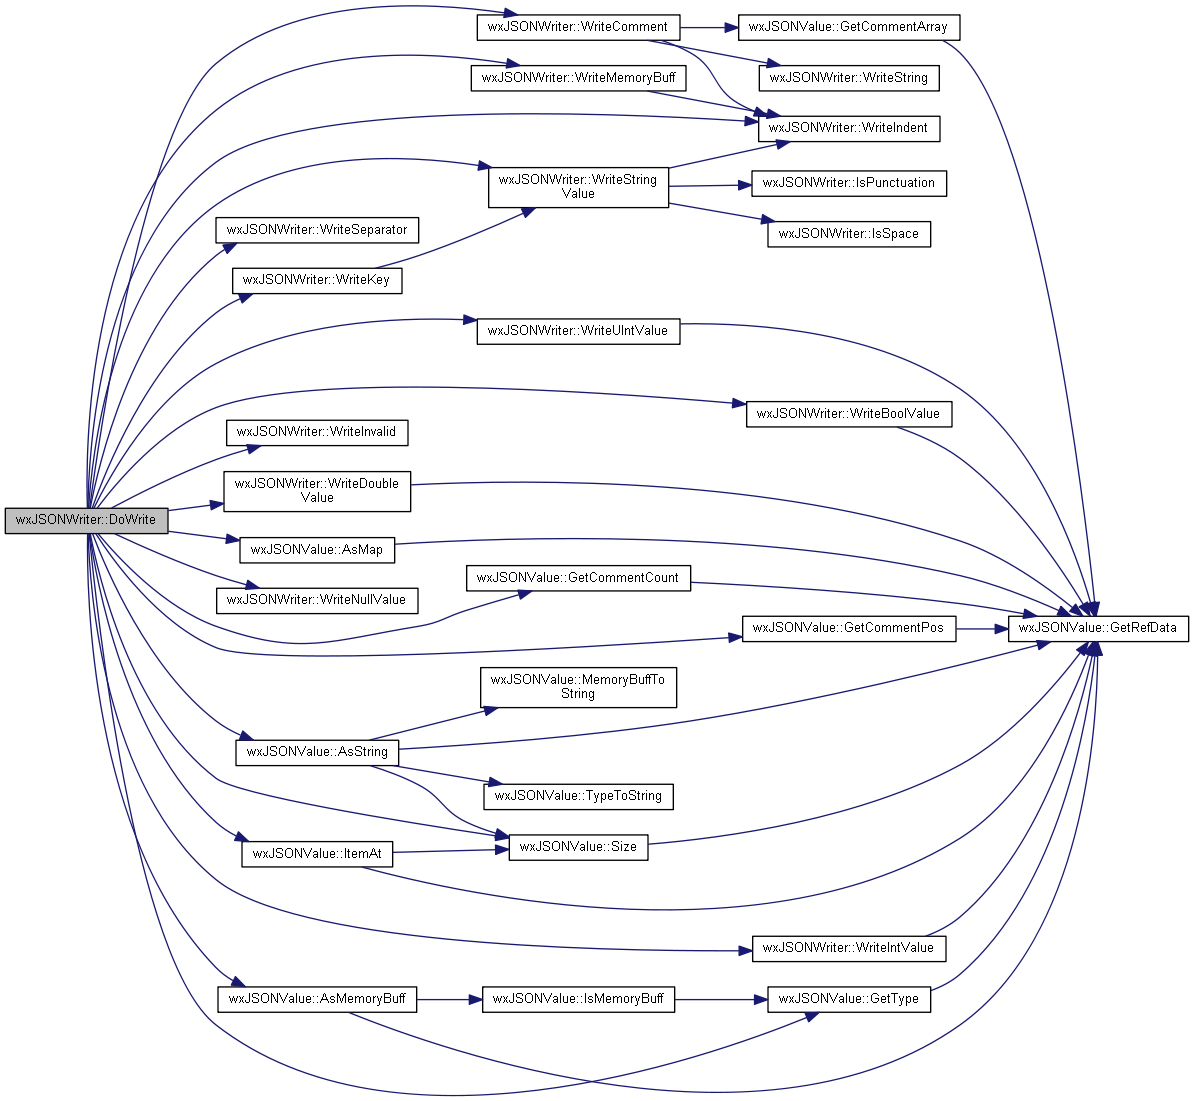 wxJSONWriter::WriteComment
wxJSONValue::GetCommentArray
wxJSONWriter::WriteMemoryBuff
wxJSONWriter::WriteString
wxJSONWriter::WriteIndent
wxJSONWriter::WriteString
Value
wxJSONWriter::IsPunctuation
wxJSONWriter::WriteSeparator
wxJSONWriter::IsSpace
wxJSONWriter::WriteKey
wxJSONWriter::WriteUIntValue
wxJSONWriter::WriteBoolValue
wxJSONWriter::WriteInvalid
wxJSONWriter::WriteDouble
Value
wxJSONWriter::DoWrite
wxJSONValue::AsMap
wxJSONValue::GetCommentCount
wxJSONWriter::WriteNullValue
wxJSONValue::GetCommentPos
wxJSONValue::GetRefData
wxJSONValue::MemoryBuffTo
String
wxJSONValue::AsString
wxJSONValue::TypeToString
wxJSONValue::Size
wxJSONValue::ItemAt
wxJSONWriter::WriteIntValue
wxJSONValue::AsMemoryBuff
wxJSONValue::IsMemoryBuff
wxJSONValue::GetType